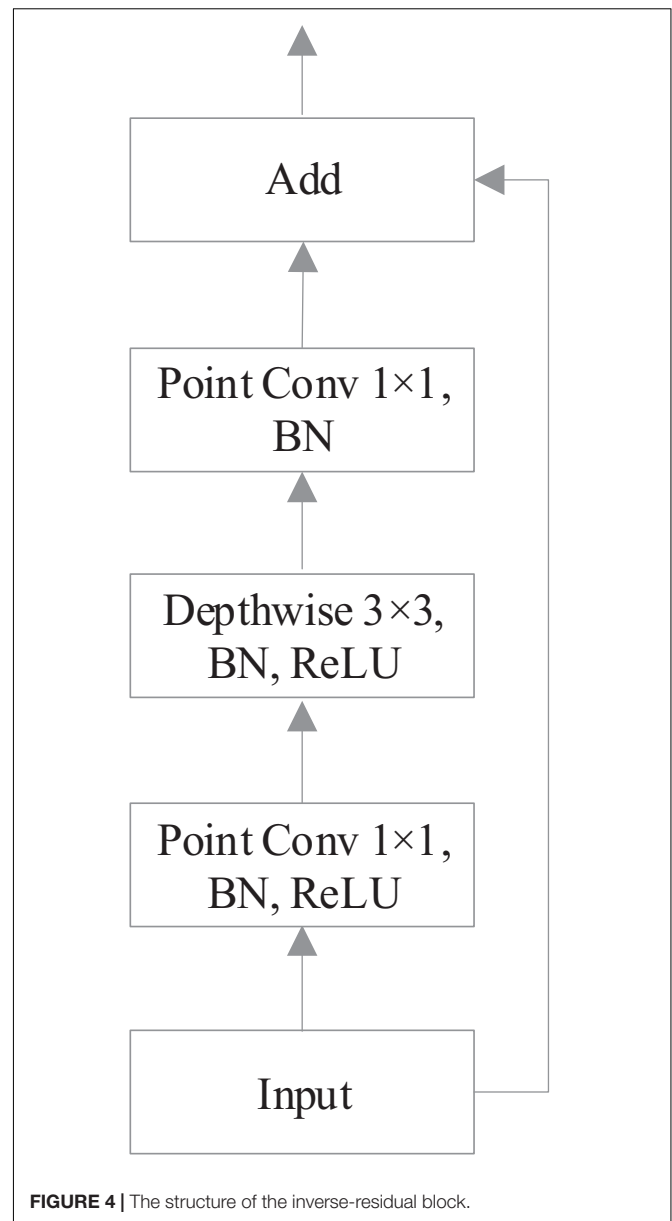 Add
Point Conv 1×1,
BN
Depthwise 3×3,
BN, ReLU
Point Conv 1×1,
BN, ReLU
Input
FIGURE 4 | The structure of the inverse-residual block.